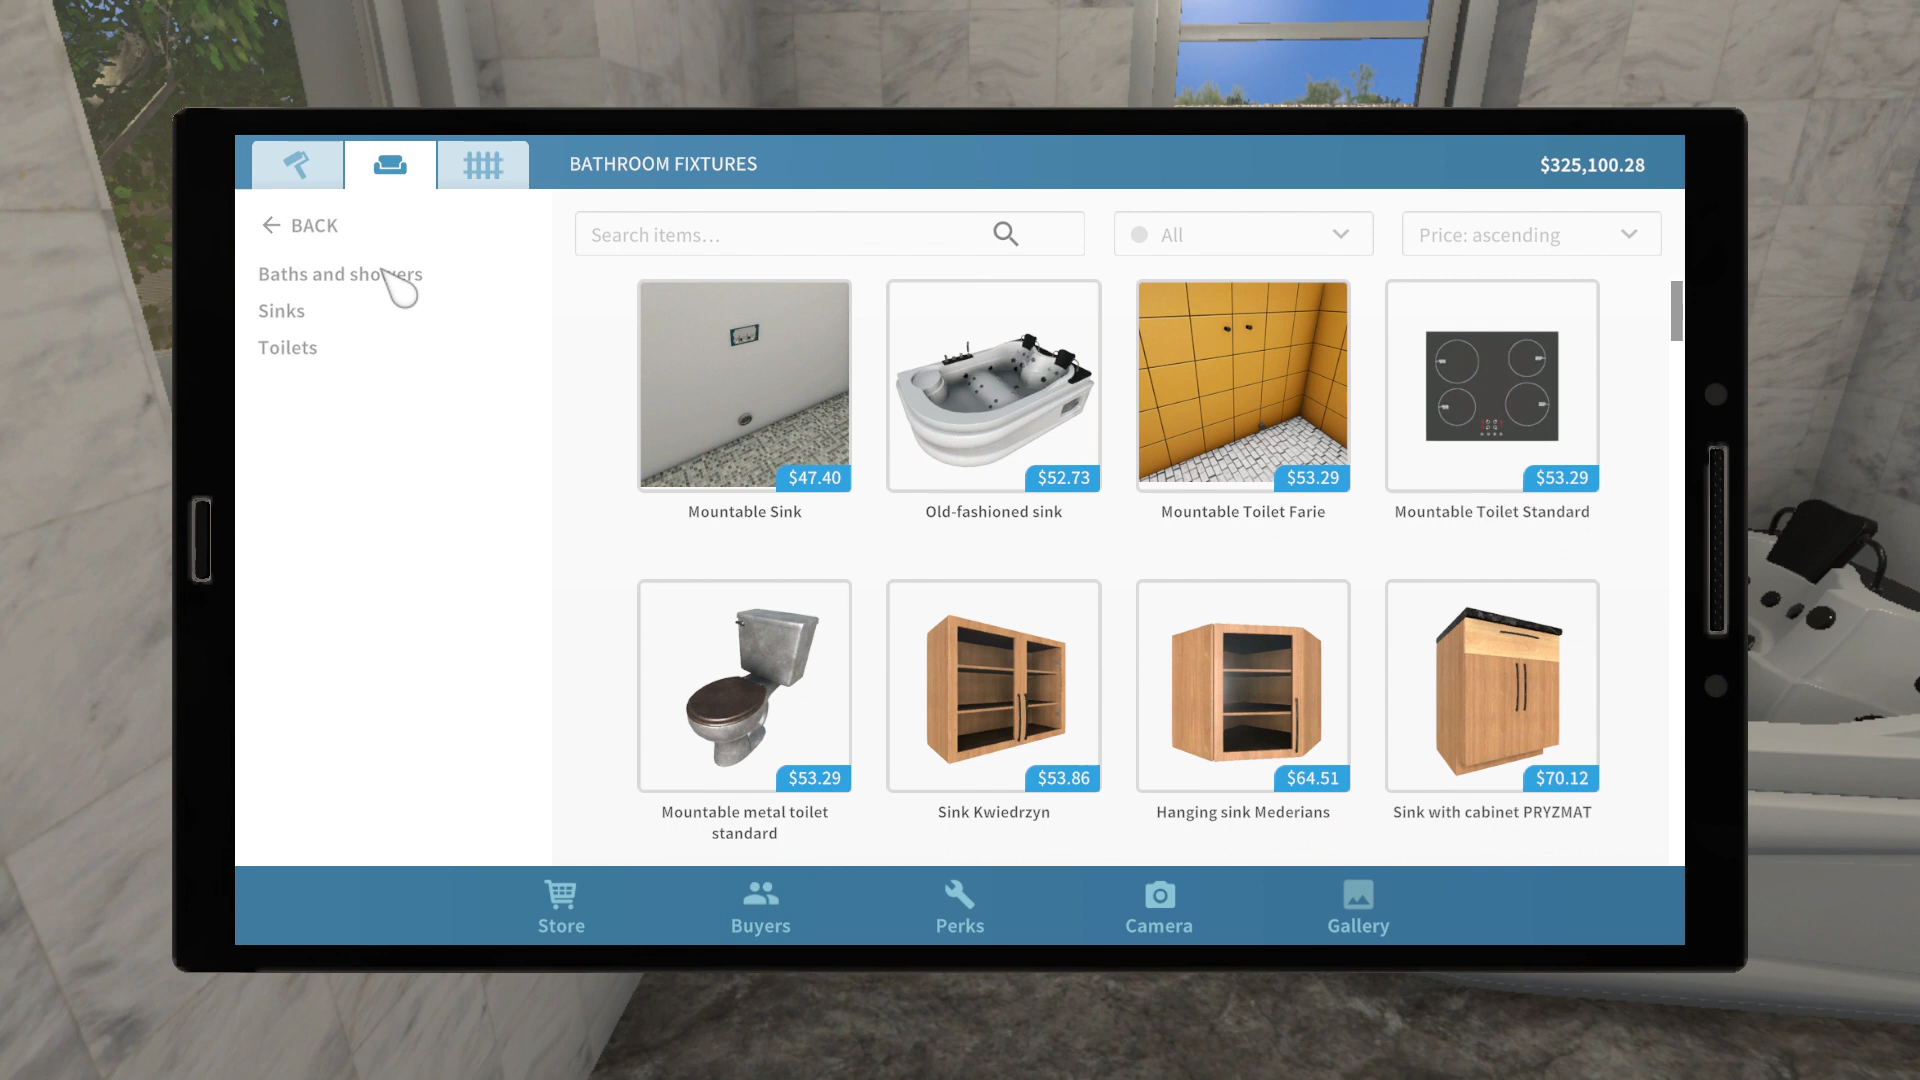 BATHROOM FIXTURES
$325,100.28
BACK
Baths and showers
Sinks
Toilets
Search items...
All
Price: ascending
$47.40
$52.73
$53.29
$53.29
Mountable Sink
Old-fashioned sink
Mountable Toilet Farie
Mountable Toilet Standard
$53.29
$53.86
$64.51
$70.12
Mountable metal toilet
standard
Sink Kwiedrzyn
Hanging sink Mederians
Sink with cabinet PRYZMAT
Store
Buyers
Perks
Camera
Gallery